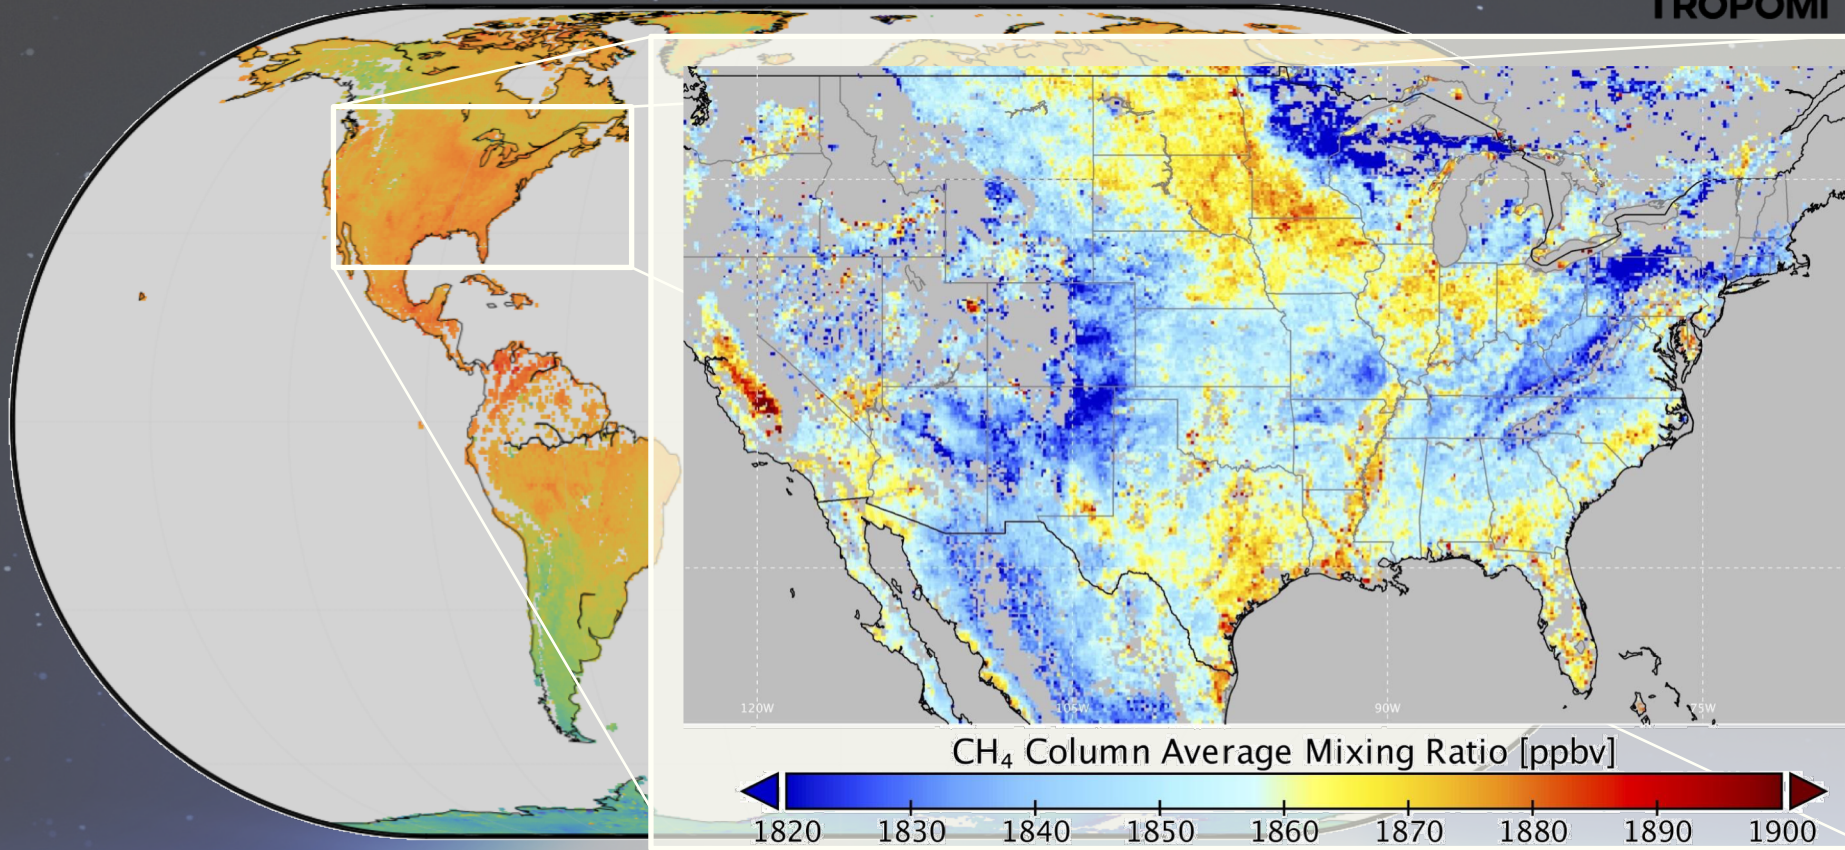 TROPOMI
120W 105W 90W 75W
CH₄ Column Average Mixing Ratio [ppbv]
1820 1830 1840 1850 1860 1870 1880 1890 1900